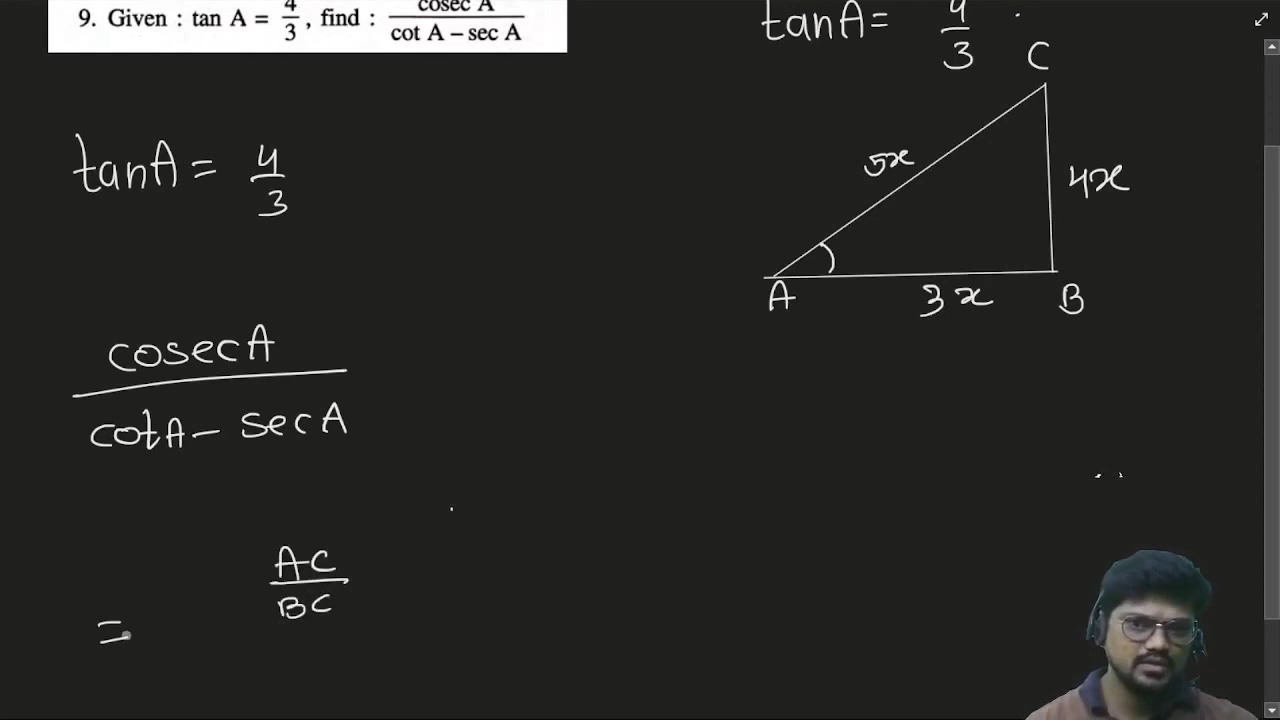 9. Given : tan A = 4/3, find : cosec A / cot A – sec A
tanA = 4/3
C
5x
4x
A
3x
B
tanA = 4/3
cosecA
cotA – secA
AC
BC
=